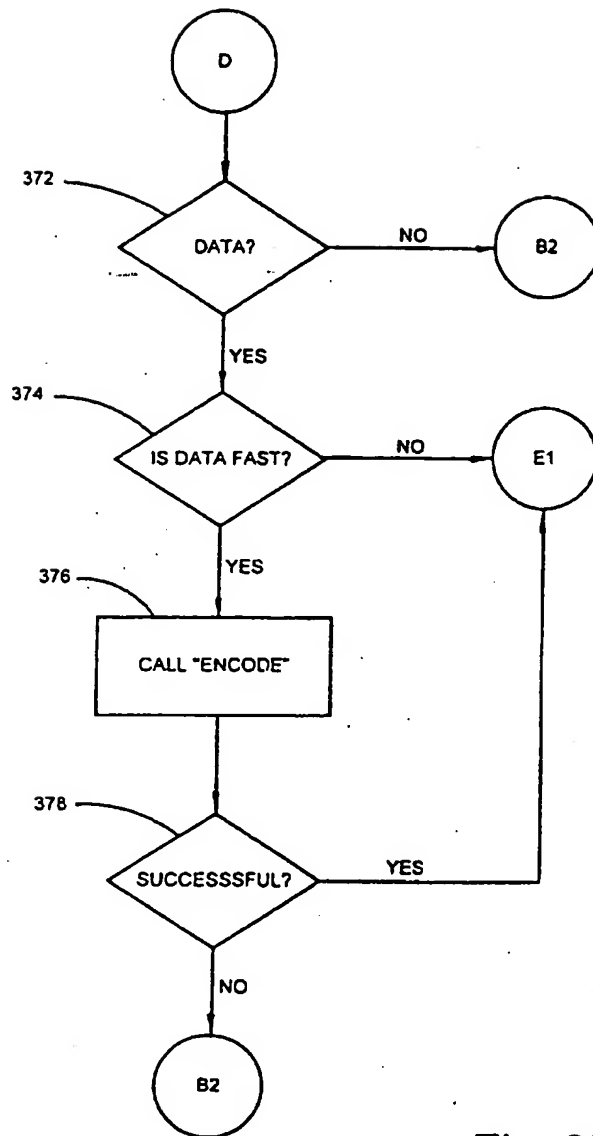 D
372
DATA?
NO
B2
YES
374
IS DATA FAST?
NO
E1
YES
376
CALL "ENCODE"
378
SUCCESSSFUL?
YES
NO
B2